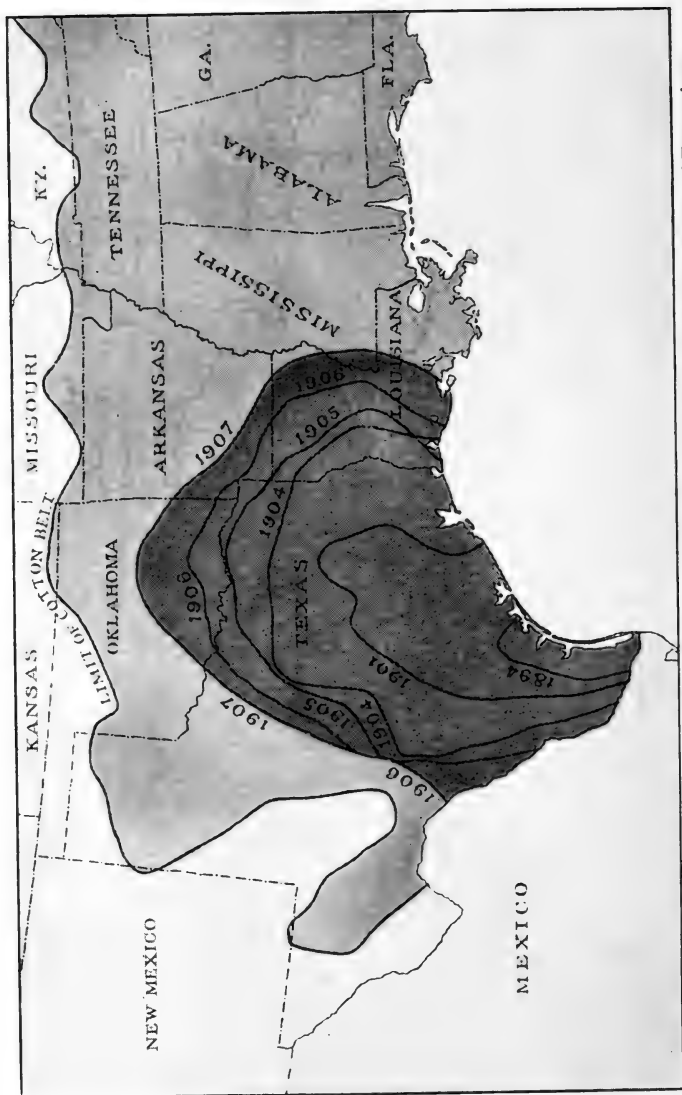 KANSAS
MISSOURI
KY.
LIMIT OF COTTON BELT
TENNESSEE
GA.
NEW MEXICO
OKLAHOMA
ARKANSAS
ALABAMA
MISSISSIPPI
FLA.
1907
1907
1906
1906
1906
1905
1905
1904
1904
1901
1894
TEXAS
LOUISIANA
MEXICO